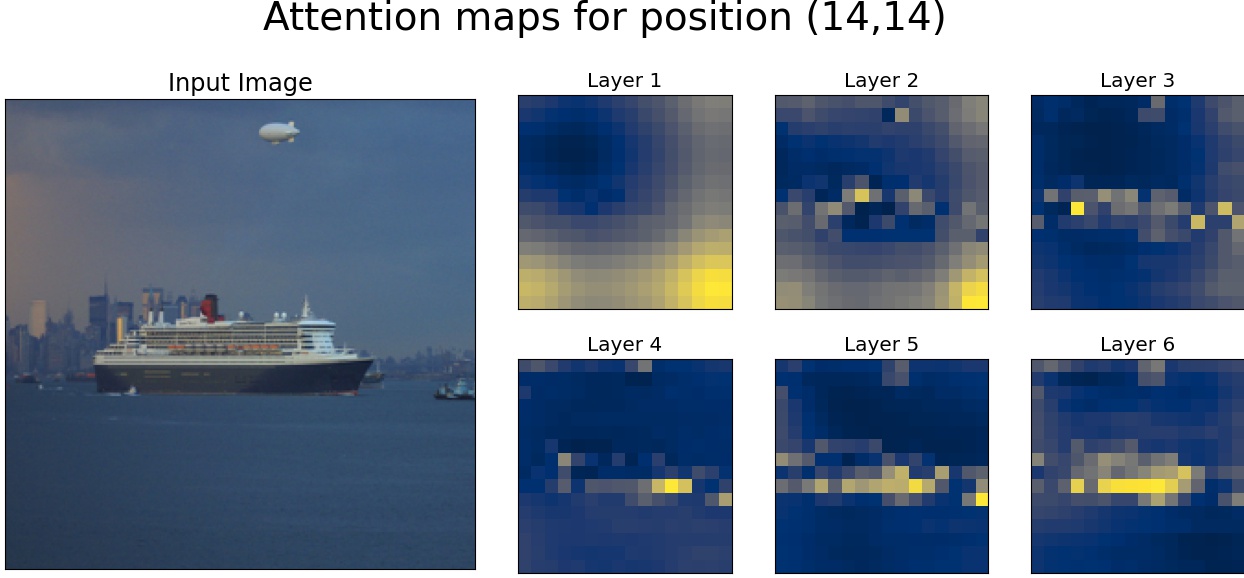 Attention maps for position (14,14)
Input Image
Layer 1
Layer 2
Layer 3
Layer 4
Layer 5
Layer 6